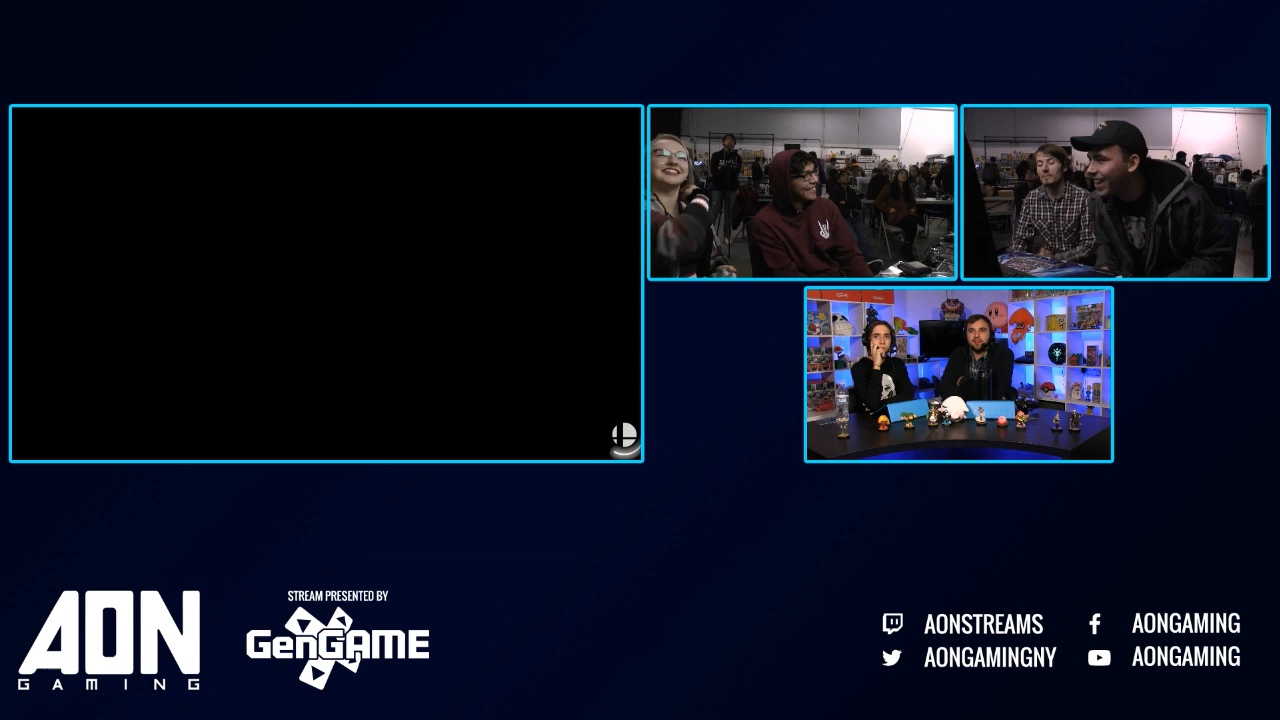 AON
GAMING
STREAM PRESENTED BY
GenGAME
AONSTREAMS
AONGAMING
AONGAMINGNY
AONGAMING